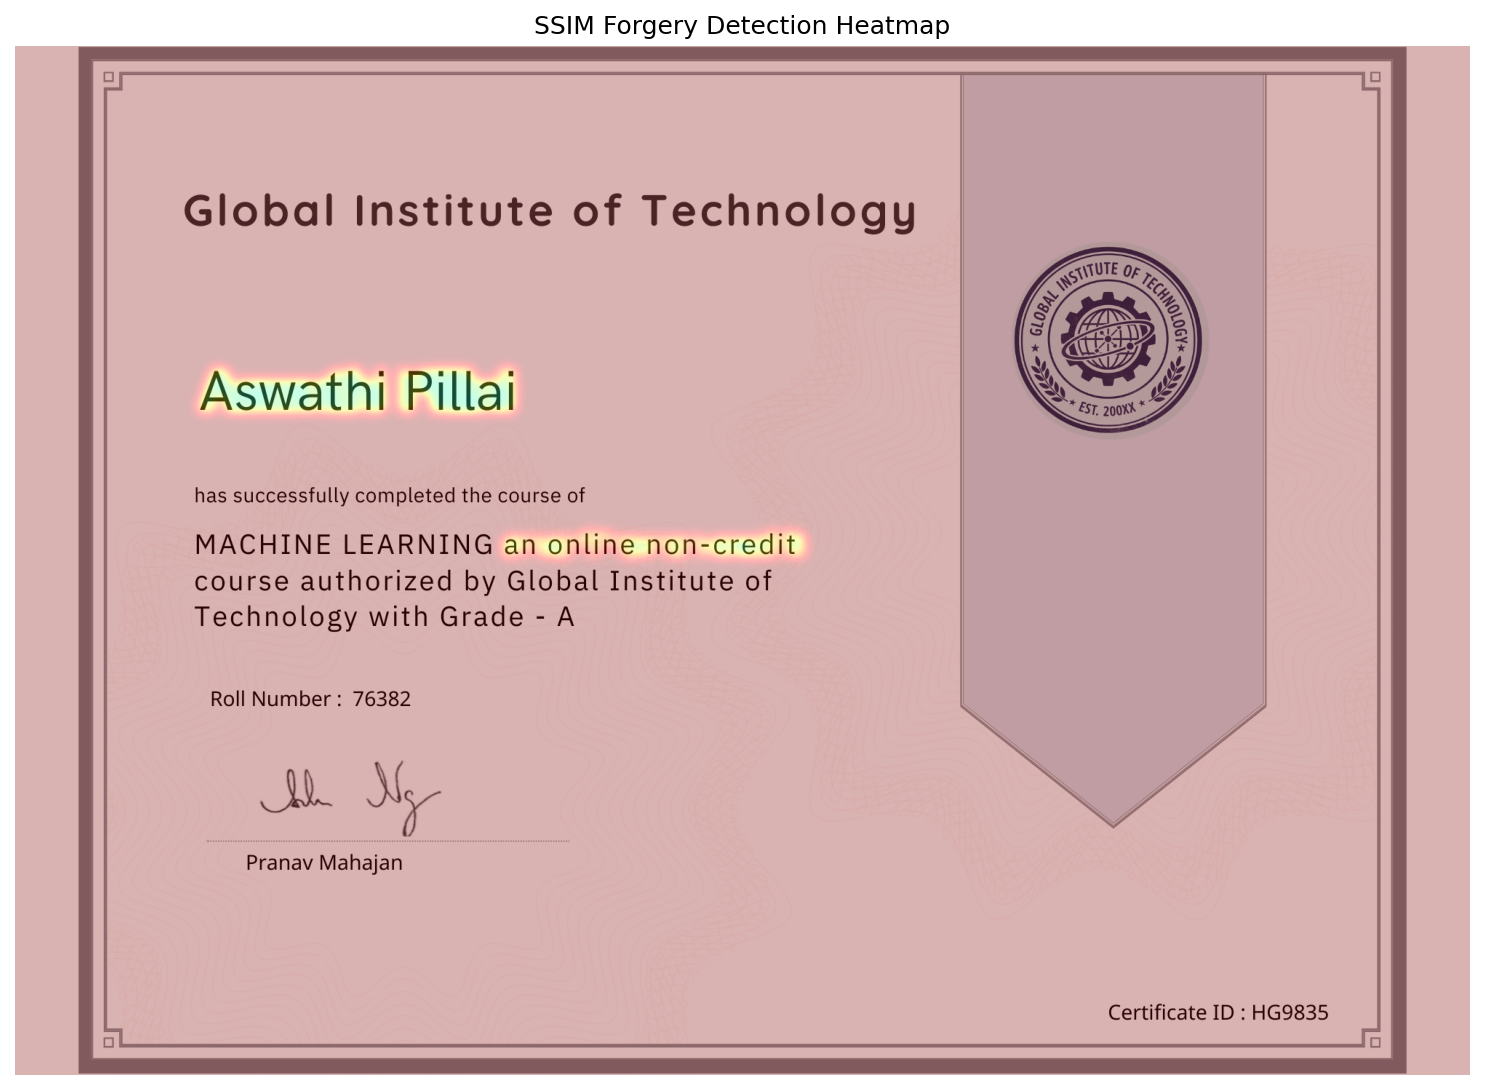 SSIM Forgery Detection Heatmap
Global Institute of Technology
GLOBAL INSTITUTE OF TECHNOLOGY
EST. 200XX
Aswathi Pillai
has successfully completed the course of
MACHINE LEARNING an online non-credit
course authorized by Global Institute of
Technology with Grade - A
Roll Number : 76382
Pranav Mahajan
Certificate ID : HG9835